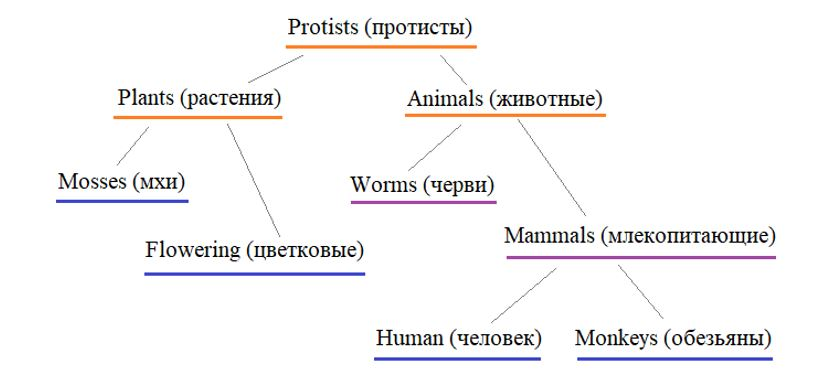 Protists (протисты)
Plants (растения)
Animals (животные)
Mosses (мхи)
Worms (черви)
Flowering (цветковые)
Mammals (млекопитающие)
Human (человек)
Monkeys (обезьяны)